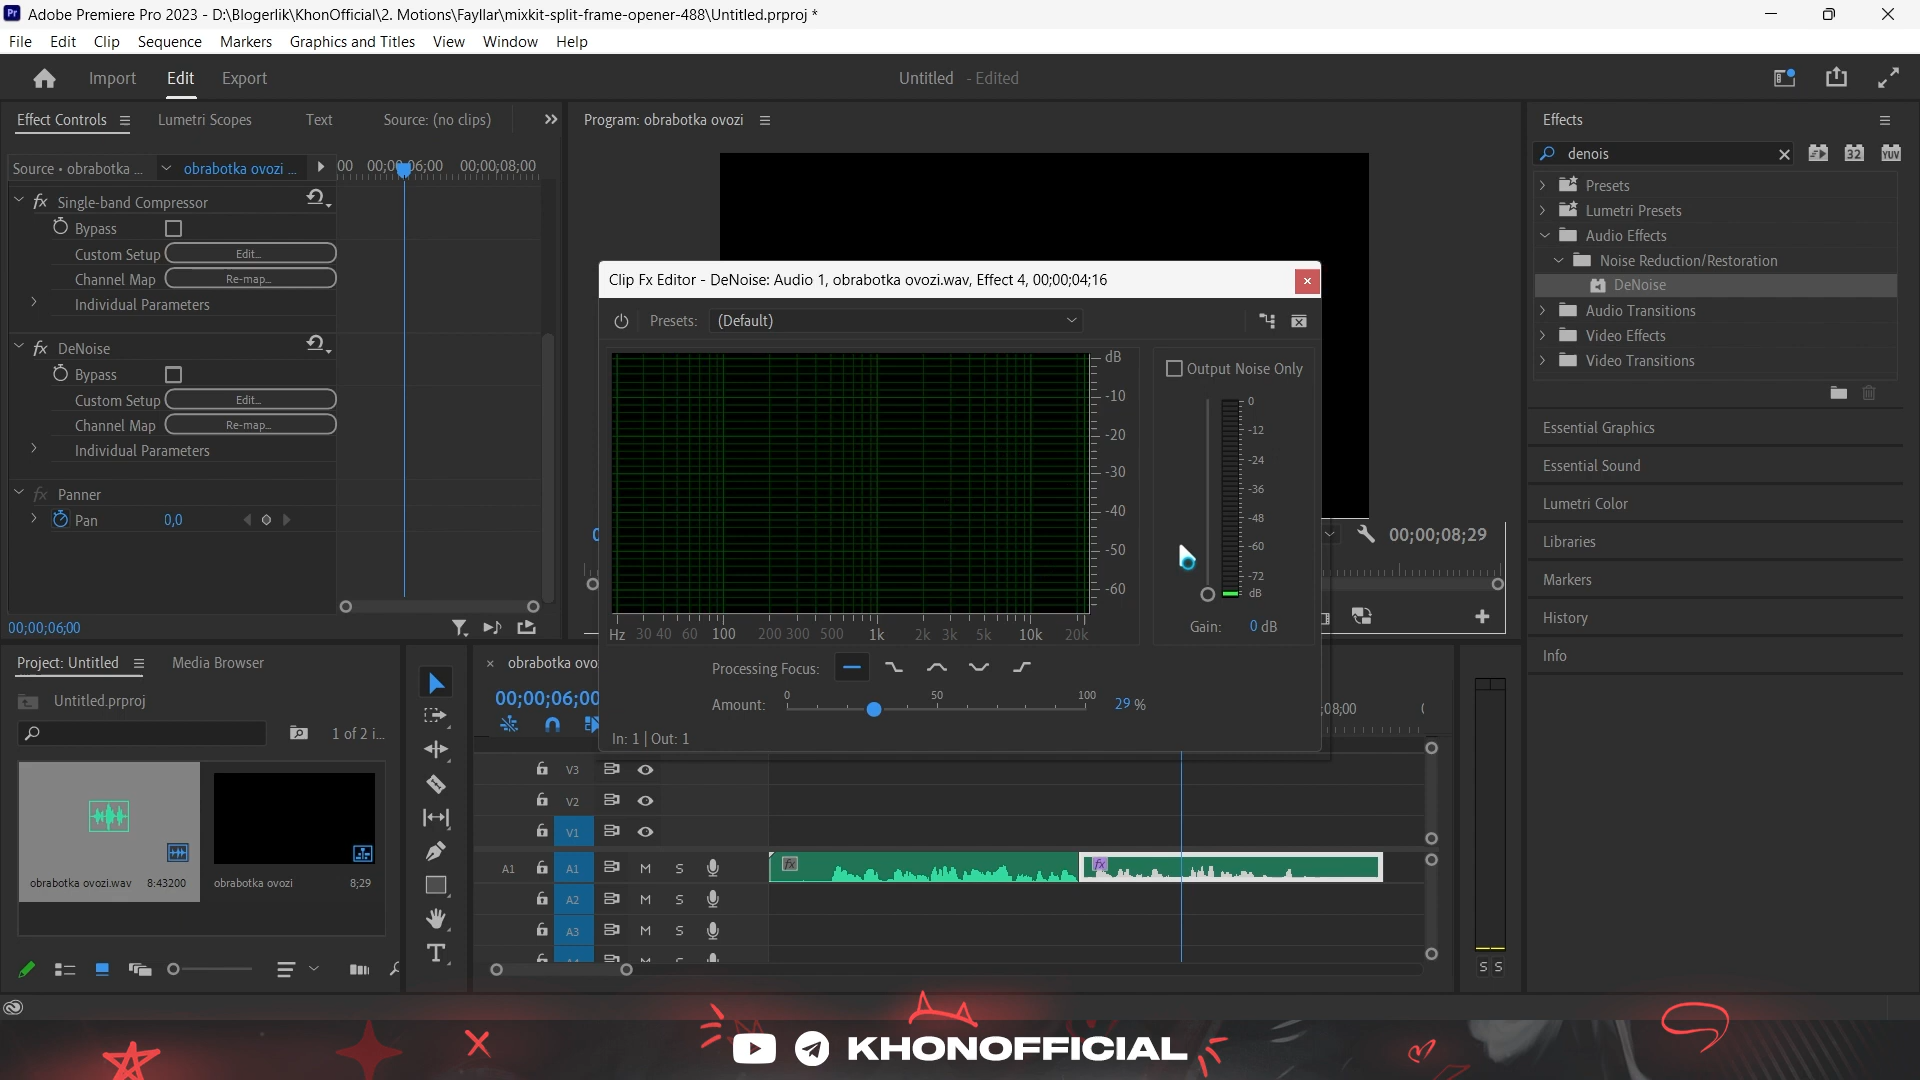 Pr Adobe Premiere Pro 2023 - D:\Blogerlik\KhonOfficial\2. Motions\Fayllar\mixkit-split-frame-opener-488\Untitled.prproj *
File Edit Clip Sequence Markers Graphics and Titles View Window Help
Import Edit Export
Untitled - Edited
Effect Controls Lumetri Scopes Text Source: (no clips)
Source • obrabotka ... obrabotka ovozi ...
:00 00;00;06;00 00;00;08;00
Single-band Compressor
Bypass
Custom Setup Edit...
Channel Map Re-map...
Individual Parameters
DeNoise
Bypass
Custom Setup Edit...
Channel Map Re-map...
Individual Parameters
Panner
Pan 0,0
00;00;06;00
Program: obrabotka ovozi
00;00;08;29
Clip Fx Editor - DeNoise: Audio 1, obrabotka ovozi.wav, Effect 4, 00;00;04;16
Presets: (Default)
dB
-10
-20
-30
-40
-50
-60
Hz 30 40 60 100 200 300 500 1k 2k 3k 5k 10k 20k
Output Noise Only
0
-12
-24
-36
-48
-60
-72
dB
Gain: 0 dB
Processing Focus:
0 50 100
Amount: 29 %
In: 1 | Out: 1
Effects
denois
32 YUV
Presets
Lumetri Presets
Audio Effects
Noise Reduction/Restoration
DeNoise
Audio Transitions
Video Effects
Video Transitions
Essential Graphics
Essential Sound
Lumetri Color
Libraries
Markers
History
Info
Project: Untitled Media Browser
Untitled.prproj
1 of 2 i...
obrabotka ovozi.wav 8:43200
obrabotka ovozi 8;29
× obrabotka ovo
00;00;06;00
;08;00
V3
V2
V1
A1 A1 M S
A2 M S
A3 M S
fx fx
S S
KHONOFFICIAL